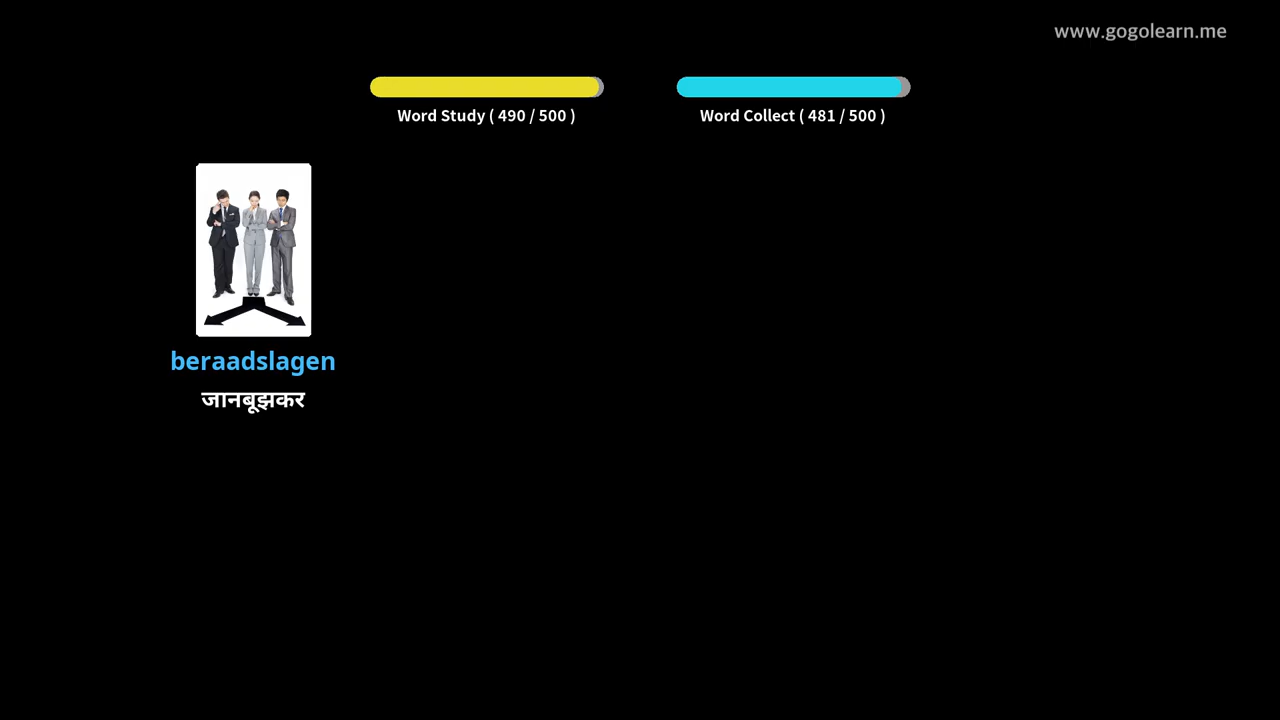 www.gogolearn.me
Word Study ( 490 / 500 )
Word Collect ( 481 / 500 )
beraadslagen
जानबूझकर